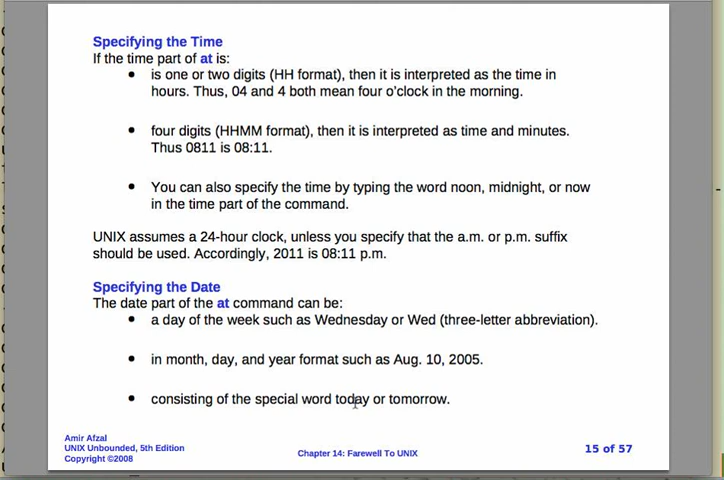 Specifying the Time
If the time part of at is:
• is one or two digits (HH format), then it is interpreted as the time in
hours. Thus, 04 and 4 both mean four o'clock in the morning.
• four digits (HHMM format), then it is interpreted as time and minutes.
Thus 0811 is 08:11.
• You can also specify the time by typing the word noon, midnight, or now
in the time part of the command.
UNIX assumes a 24-hour clock, unless you specify that the a.m. or p.m. suffix
should be used. Accordingly, 2011 is 08:11 p.m.
Specifying the Date
The date part of the at command can be:
• a day of the week such as Wednesday or Wed (three-letter abbreviation).
• in month, day, and year format such as Aug. 10, 2005.
• consisting of the special word today or tomorrow.
Amir Afzal
UNIX Unbounded, 5th Edition
Copyright ©2008
Chapter 14: Farewell To UNIX
15 of 57